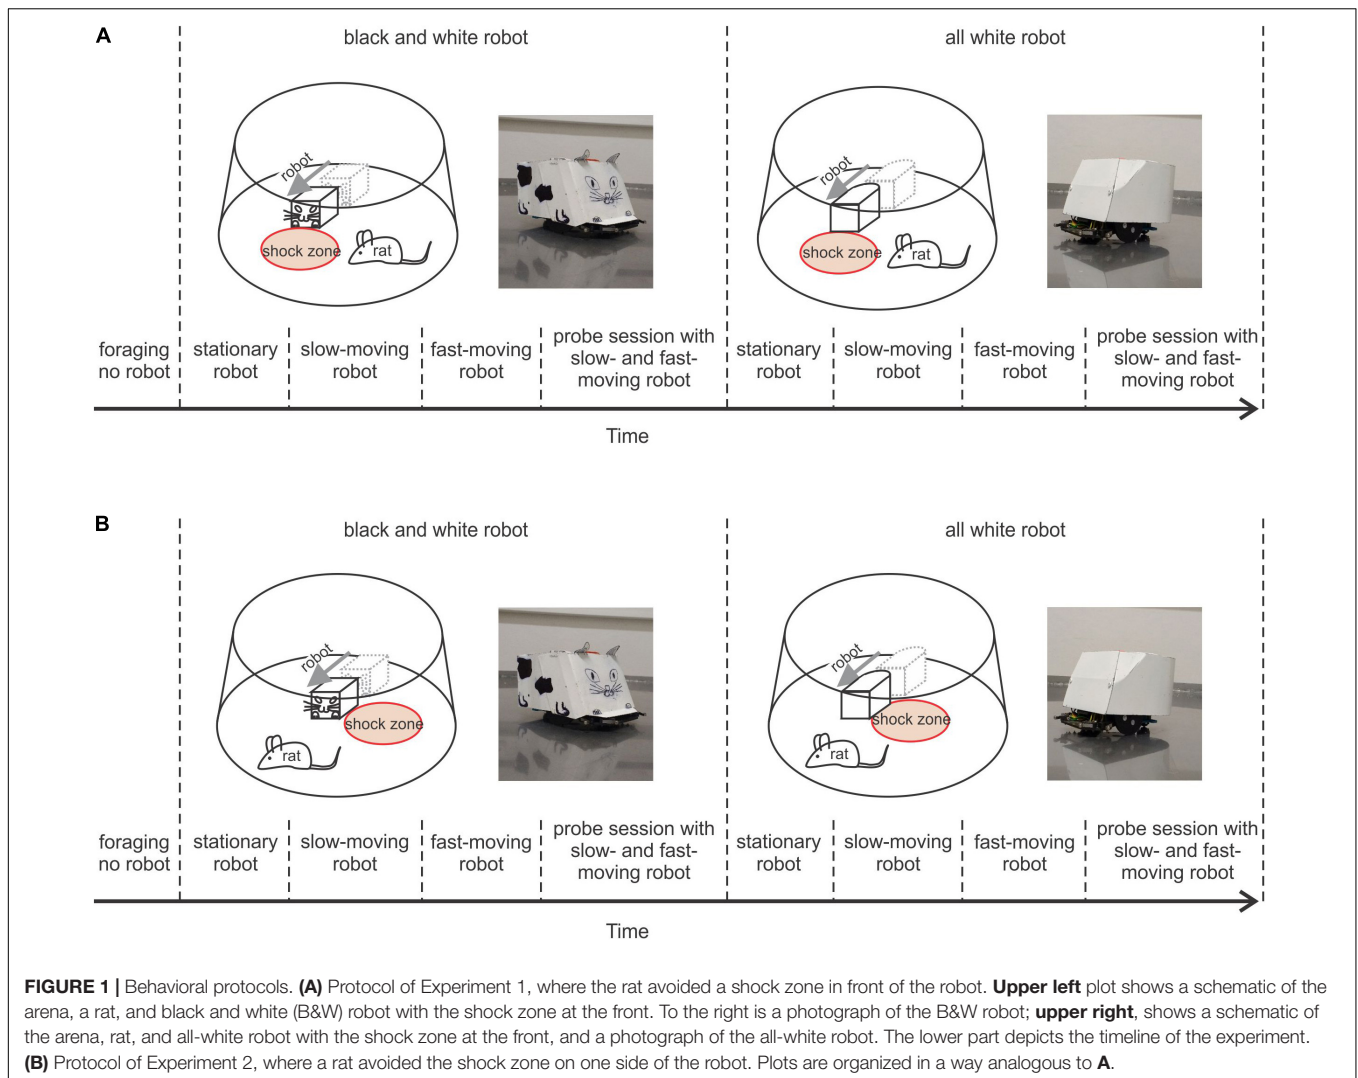 A
black and white robot
all white robot
robot
shock zone
rat
robot
shock zone
rat
foraging
no robot
stationary
robot
slow-moving
robot
fast-moving
robot
probe session with
slow- and fast-
moving robot
stationary
robot
slow-moving
robot
fast-moving
robot
probe session with
slow- and fast-
moving robot
Time
B
black and white robot
all white robot
robot
shock zone
rat
robot
shock zone
rat
foraging
no robot
stationary
robot
slow-moving
robot
fast-moving
robot
probe session with
slow- and fast-
moving robot
stationary
robot
slow-moving
robot
fast-moving
robot
probe session with
slow- and fast-
moving robot
Time
FIGURE 1 | Behavioral protocols. (A) Protocol of Experiment 1, where the rat avoided a shock zone in front of the robot. Upper left plot shows a schematic of the
arena, a rat, and black and white (B&W) robot with the shock zone at the front. To the right is a photograph of the B&W robot; upper right, shows a schematic of
the arena, rat, and all-white robot with the shock zone at the front, and a photograph of the all-white robot. The lower part depicts the timeline of the experiment.
(B) Protocol of Experiment 2, where a rat avoided the shock zone on one side of the robot. Plots are organized in a way analogous to A.